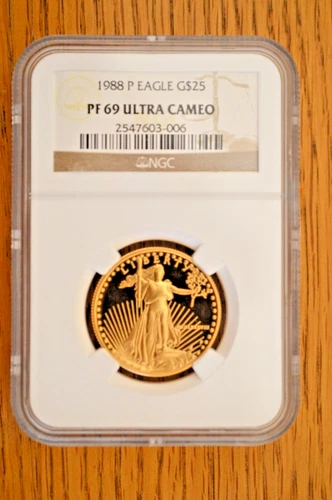 1988 P EAGLE G$25
PF 69 ULTRA CAMEO
2547603-006
NGC
LIBERTY